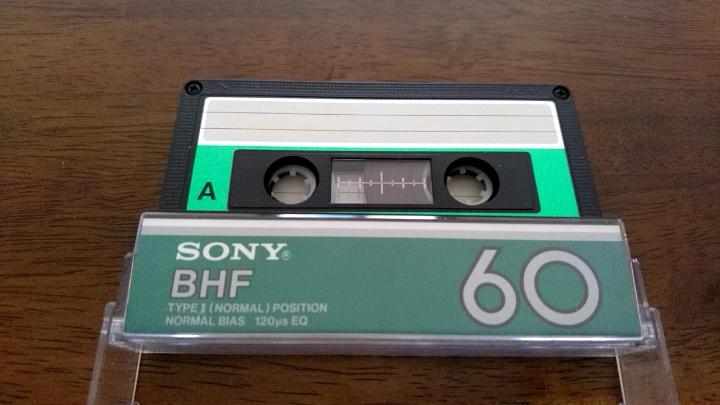 A
SONY®
BHF
60
TYPE I (NORMAL) POSITION
NORMAL BIAS 120μs EQ